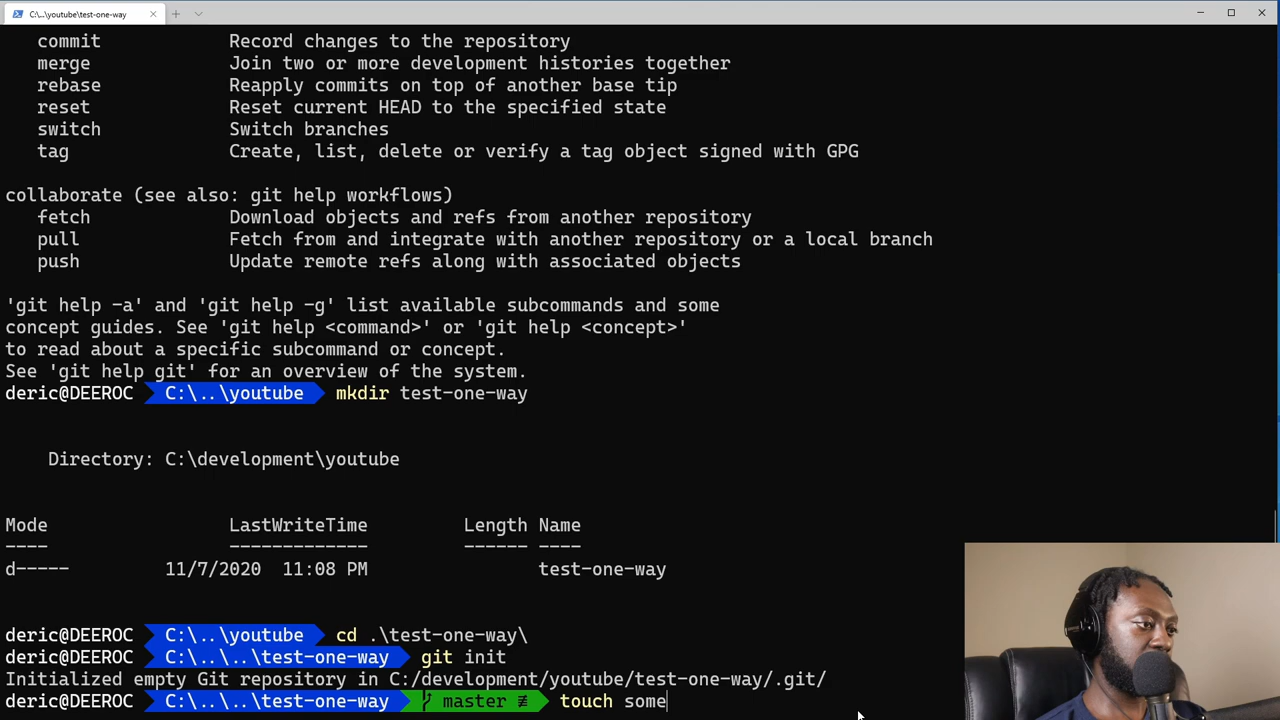 C:\...\youtube\test-one-way
commit Record changes to the repository
merge Join two or more development histories together
rebase Reapply commits on top of another base tip
reset Reset current HEAD to the specified state
switch Switch branches
tag Create, list, delete or verify a tag object signed with GPG
collaborate (see also: git help workflows)
fetch Download objects and refs from another repository
pull Fetch from and integrate with another repository or a local branch
push Update remote refs along with associated objects
'git help -a' and 'git help -g' list available subcommands and some
concept guides. See 'git help <command>' or 'git help <concept>'
to read about a specific subcommand or concept.
See 'git help git' for an overview of the system.
deric@DEEROC C:\..\youtube mkdir test-one-way
Directory: C:\development\youtube
Mode LastWriteTime Length Name
---- ------------- ------ ----
d----- 11/7/2020 11:08 PM test-one-way
deric@DEEROC C:\..\youtube cd .\test-one-way\
deric@DEEROC C:\..\..\test-one-way git init
Initialized empty Git repository in C:/development/youtube/test-one-way/.git/
deric@DEEROC C:\..\..\test-one-way master ≢ touch some